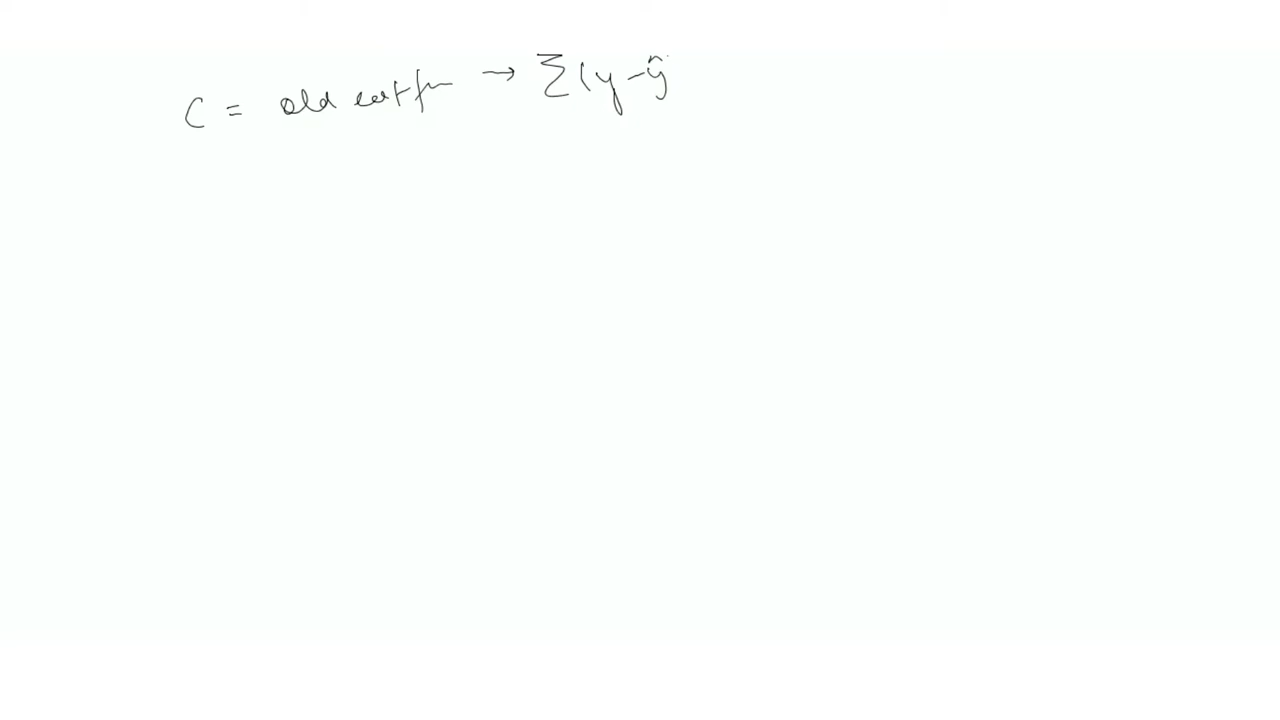 C = old cost fn → Σ(y-ŷ